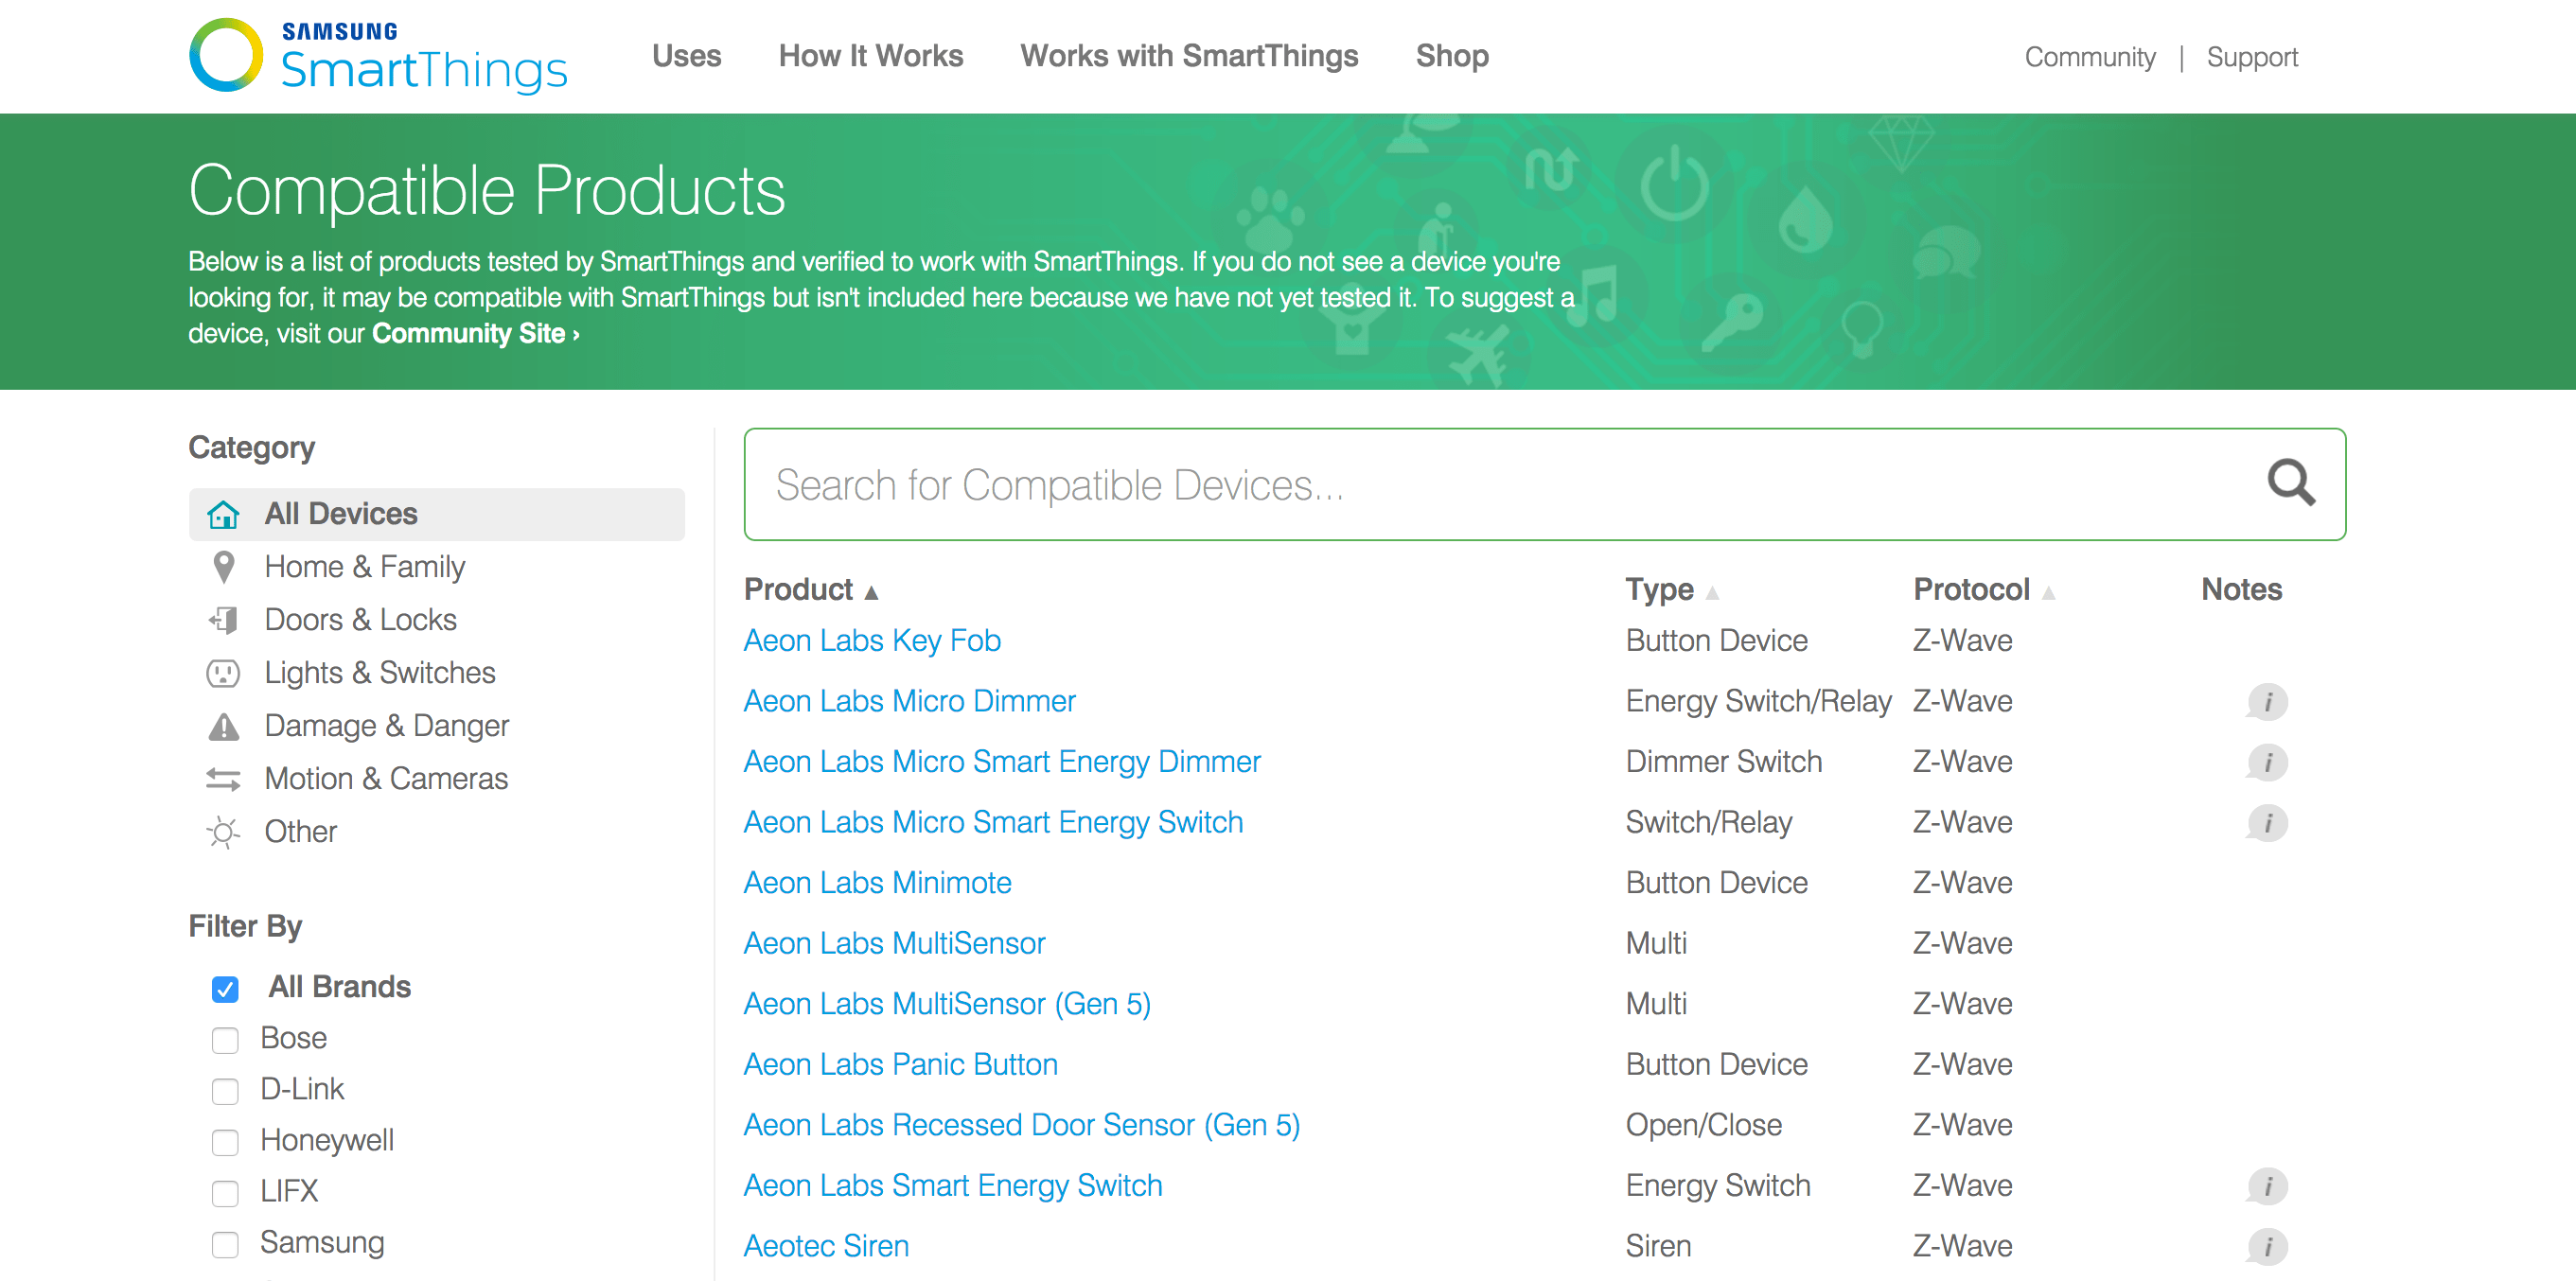 SAMSUNG
SmartThings
Uses How It Works Works with SmartThings Shop
Community | Support
Compatible Products
Below is a list of products tested by SmartThings and verified to work with SmartThings. If you do not see a device you're
looking for, it may be compatible with SmartThings but isn't included here because we have not yet tested it. To suggest a
device, visit our Community Site ›
Category
All Devices
Home & Family
Doors & Locks
Lights & Switches
Damage & Danger
Motion & Cameras
Other
Filter By
All Brands
Bose
D-Link
Honeywell
LIFX
Samsung
Search for Compatible Devices...
Product ▲ Type ▲ Protocol ▲ Notes
Aeon Labs Key Fob Button Device Z-Wave
Aeon Labs Micro Dimmer Energy Switch/Relay Z-Wave i
Aeon Labs Micro Smart Energy Dimmer Dimmer Switch Z-Wave i
Aeon Labs Micro Smart Energy Switch Switch/Relay Z-Wave i
Aeon Labs Minimote Button Device Z-Wave
Aeon Labs MultiSensor Multi Z-Wave
Aeon Labs MultiSensor (Gen 5) Multi Z-Wave
Aeon Labs Panic Button Button Device Z-Wave
Aeon Labs Recessed Door Sensor (Gen 5) Open/Close Z-Wave
Aeon Labs Smart Energy Switch Energy Switch Z-Wave i
Aeotec Siren Siren Z-Wave i